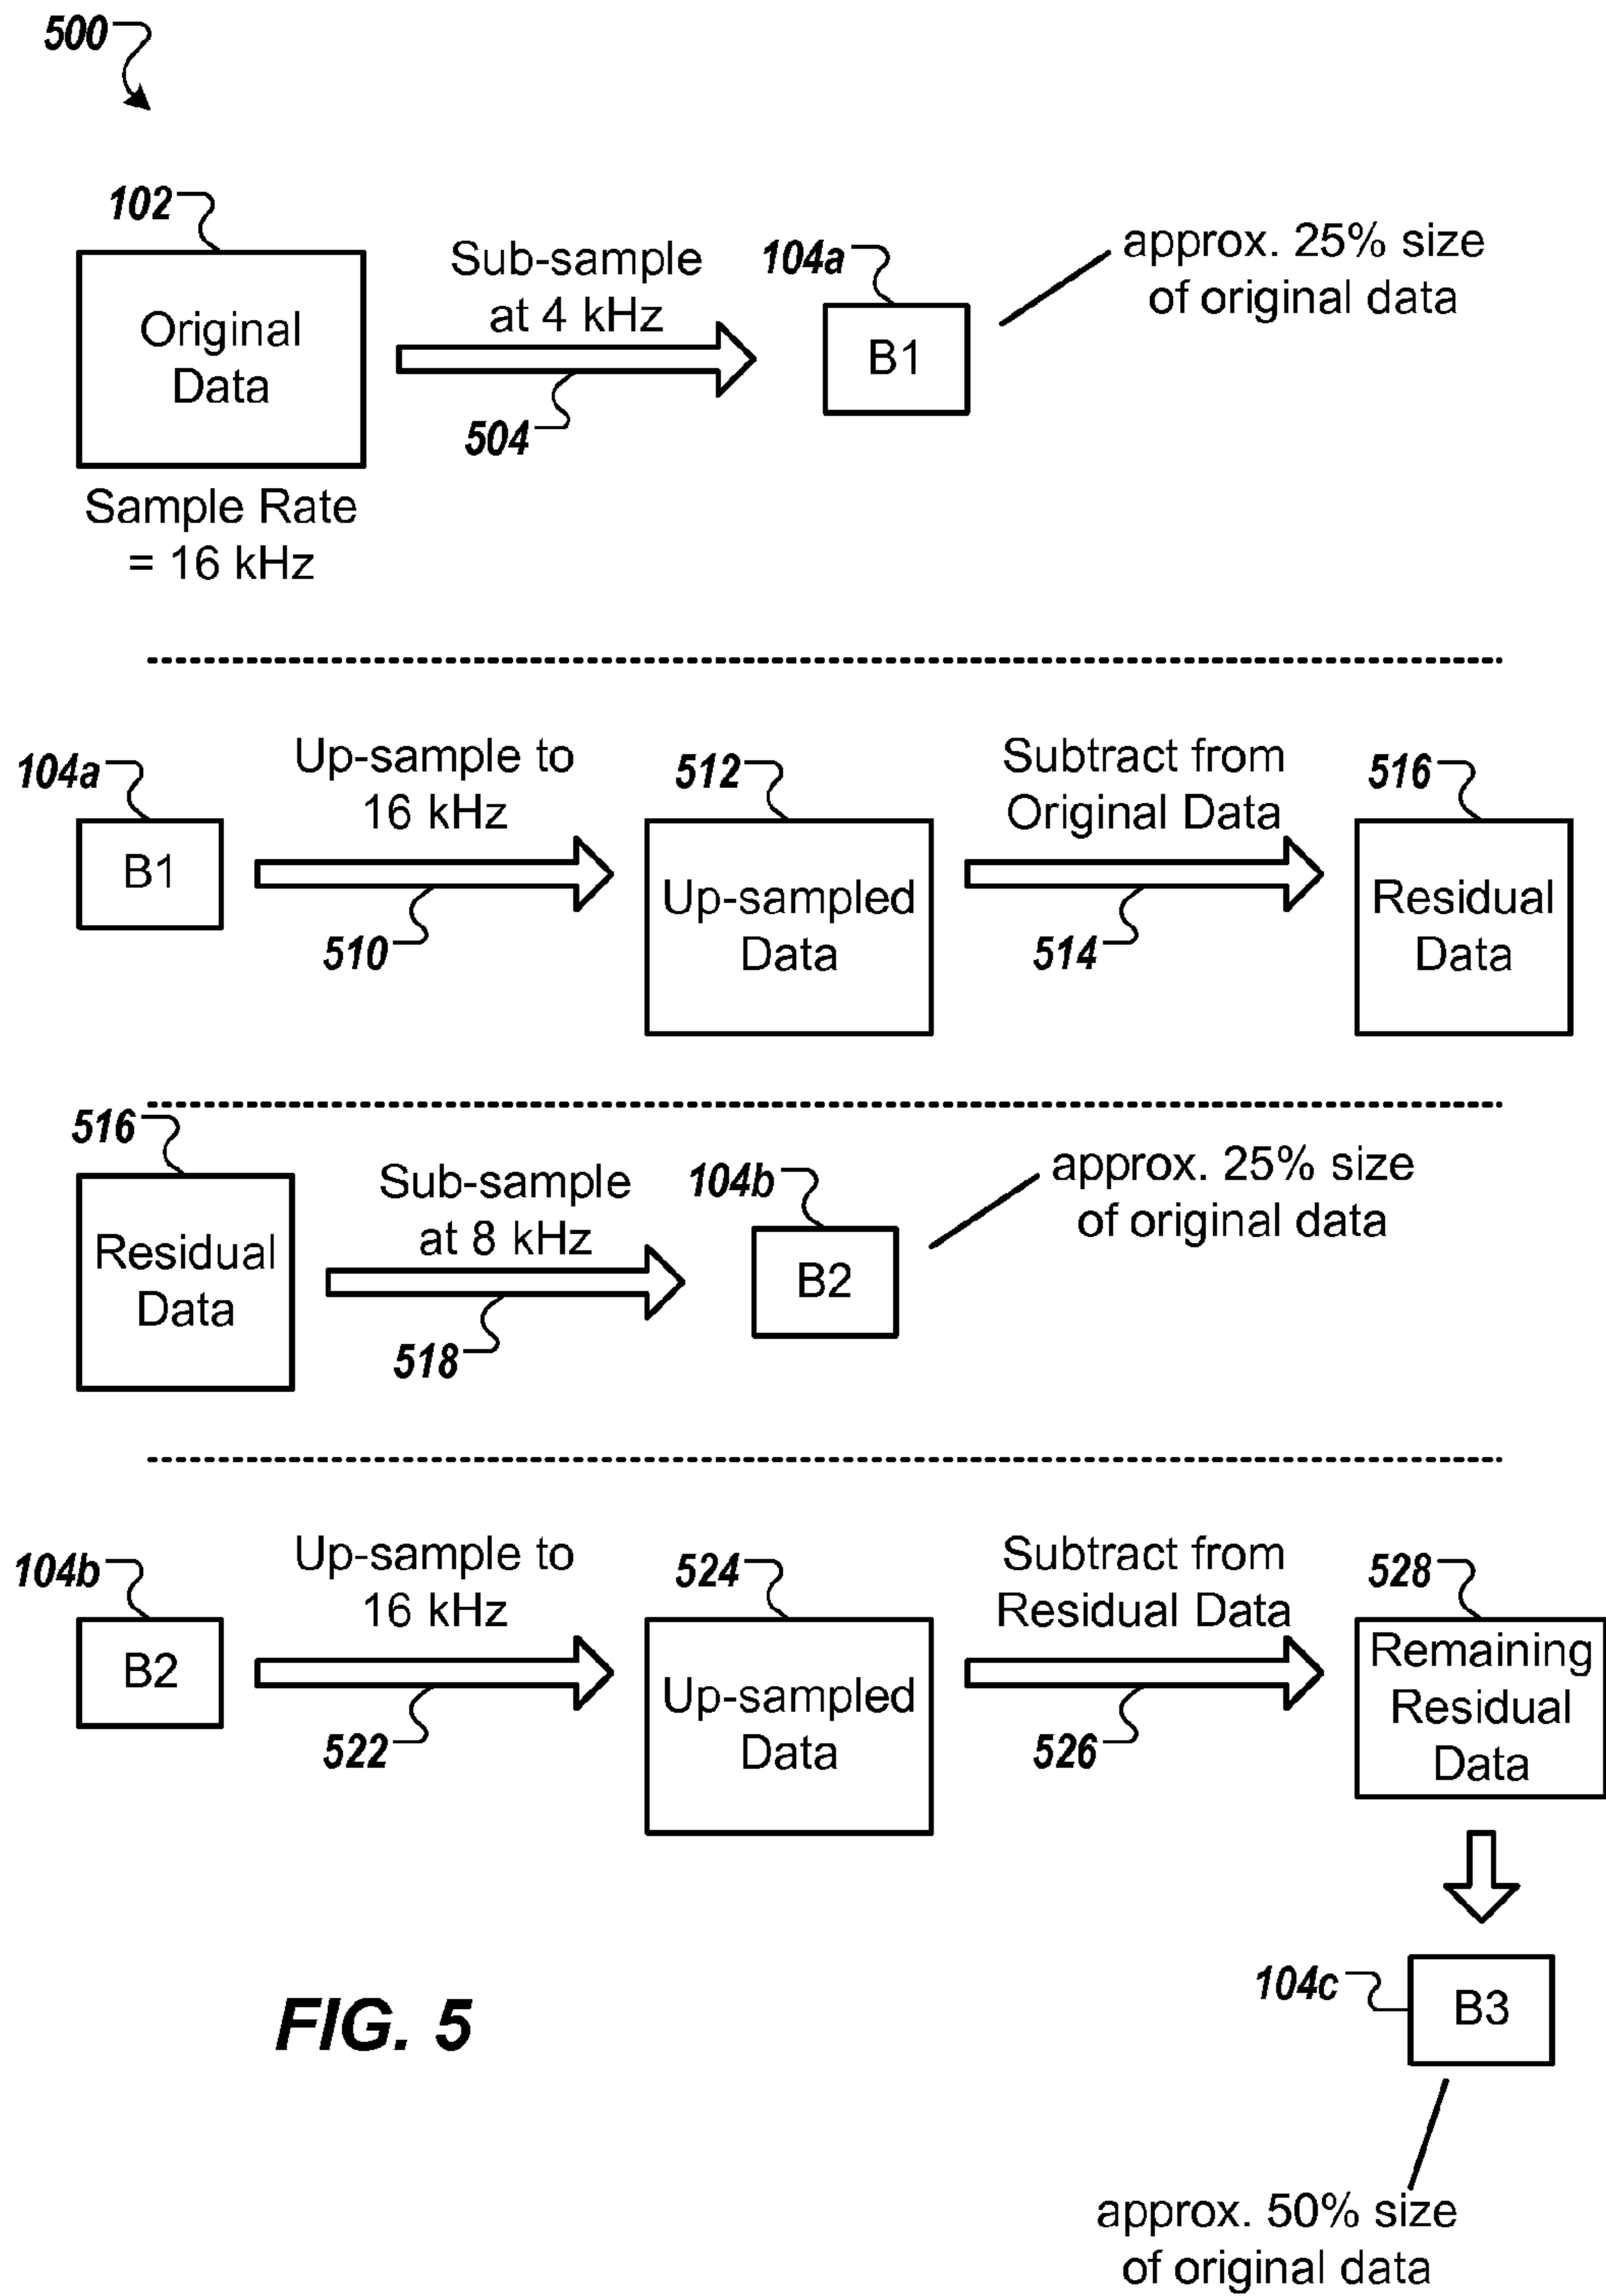 500
102
Original
Data
Sample Rate
= 16 kHz
Sub-sample
at 4 kHz
504
104a
B1
approx. 25% size
of original data
104a
B1
Up-sample to
16 kHz
510
512
Up-sampled
Data
Subtract from
Original Data
514
516
Residual
Data
516
Residual
Data
Sub-sample
at 8 kHz
518
104b
B2
approx. 25% size
of original data
104b
B2
Up-sample to
16 kHz
522
524
Up-sampled
Data
Subtract from
Residual Data
526
528
Remaining
Residual
Data
104c
B3
approx. 50% size
of original data
FIG. 5